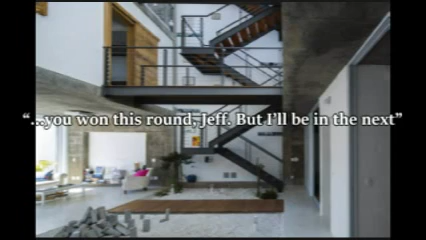 “...you won this round, Jeff. But I’ll be in the next”